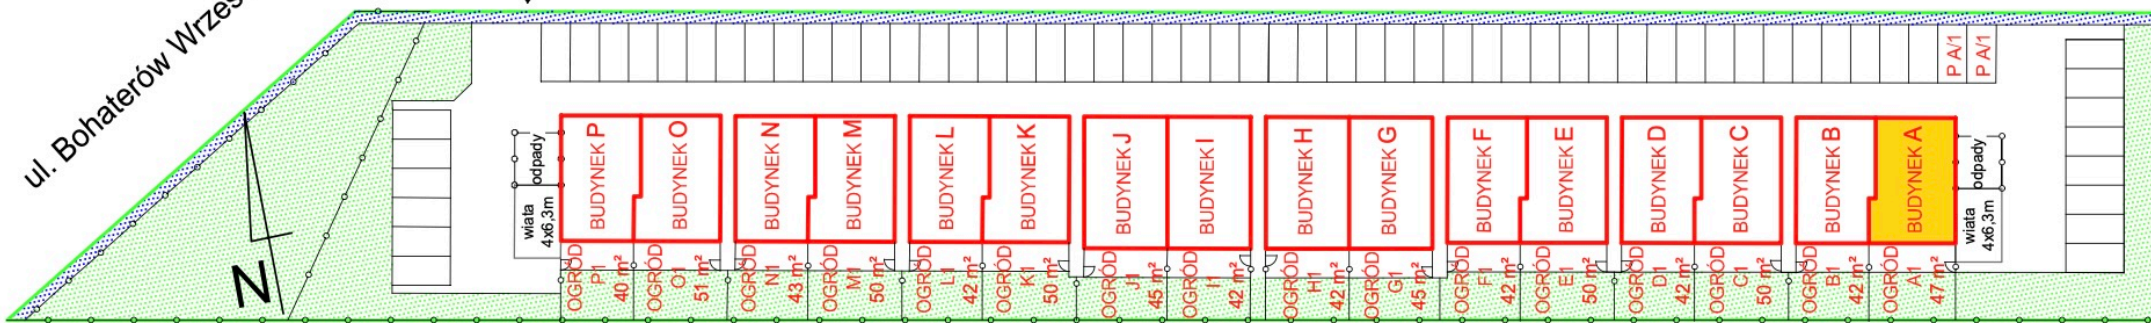 ul. Bohaterów Wrześ
N
P A/1
P A/1
odpady
wiata
4x6,3m
BUDYNEK P
BUDYNEK O
BUDYNEK N
BUDYNEK M
BUDYNEK L
BUDYNEK K
BUDYNEK J
BUDYNEK I
BUDYNEK H
BUDYNEK G
BUDYNEK F
BUDYNEK E
BUDYNEK D
BUDYNEK C
BUDYNEK B
BUDYNEK A
odpady
wiata
4x6,3m
OGRÓD
P1
40 m²
OGRÓD
O1
51 m²
OGRÓD
N1
43 m²
OGRÓD
M1
50 m²
OGRÓD
L1
42 m²
OGRÓD
K1
50 m²
OGRÓD
J1
45 m²
OGRÓD
I1
42 m²
OGRÓD
H1
42 m²
OGRÓD
G1
45 m²
OGRÓD
F1
42 m²
OGRÓD
E1
50 m²
OGRÓD
D1
42 m²
OGRÓD
C1
50 m²
OGRÓD
B1
42 m²
OGRÓD
A1
47 m²